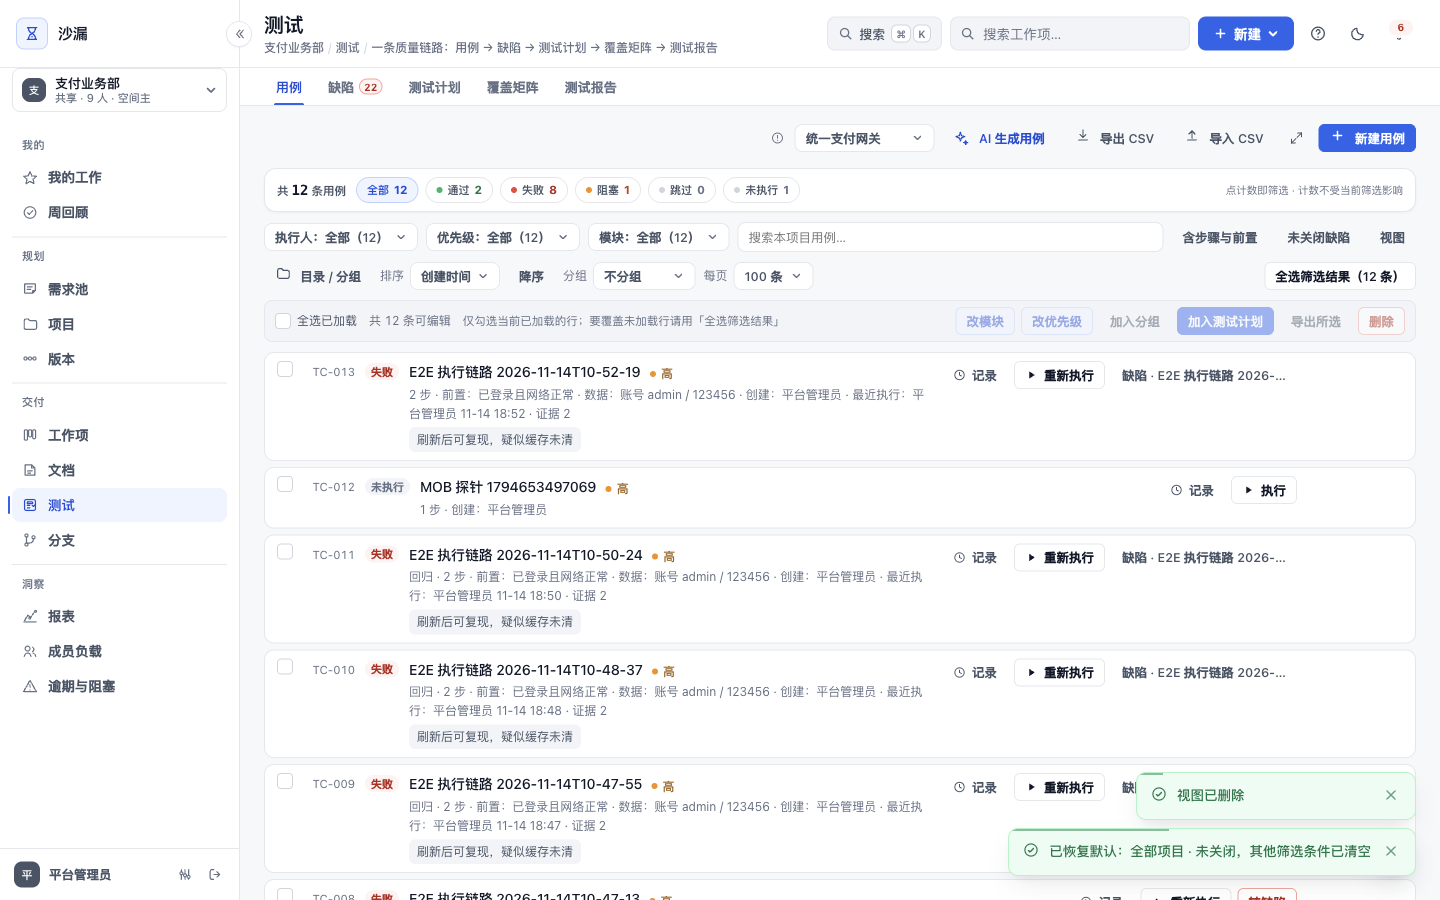 沙漏
支
支付业务部
共享 · 9 人 · 空间主
我的
我的工作
周回顾
规划
需求池
项目
版本
交付
工作项
文档
测试
分支
洞察
报表
成员负载
逾期与阻塞
平 平台管理员
测试
支付业务部 / 测试 / 一条质量链路：用例 → 缺陷 → 测试计划 → 覆盖矩阵 → 测试报告
搜索 ⌘ K
搜索工作项...
+ 新建
6
用例 缺陷 22 测试计划 覆盖矩阵 测试报告
统一支付网关 AI 生成用例 导出 CSV 导入 CSV + 新建用例
共 12 条用例 全部 12 通过 2 失败 8 阻塞 1 跳过 0 未执行 1 点计数即筛选 · 计数不受当前筛选影响
执行人：全部（12） 优先级：全部（12） 模块：全部（12） 搜索本项目用例... 含步骤与前置 未关闭缺陷 视图
目录 / 分组 排序 创建时间 降序 分组 不分组 每页 100 条 全选筛选结果（12 条）
全选已加载 共 12 条可编辑 仅勾选当前已加载的行；要覆盖未加载行请用「全选筛选结果」 改模块 改优先级 加入分组 加入测试计划 导出所选 删除
TC-013 失败 E2E 执行链路 2026-11-14T10-52-19 高 记录 重新执行 缺陷 · E2E 执行链路 2026-...
2 步 · 前置：已登录且网络正常 · 数据：账号 admin / 123456 · 创建：平台管理员 · 最近执行：平
台管理员 11-14 18:52 · 证据 2
刷新后可复现，疑似缓存未清
TC-012 未执行 MOB 探针 1794653497069 高 记录 执行
1 步 · 创建：平台管理员
TC-011 失败 E2E 执行链路 2026-11-14T10-50-24 高 记录 重新执行 缺陷 · E2E 执行链路 2026-...
回归 · 2 步 · 前置：已登录且网络正常 · 数据：账号 admin / 123456 · 创建：平台管理员 · 最近执
行：平台管理员 11-14 18:50 · 证据 2
刷新后可复现，疑似缓存未清
TC-010 失败 E2E 执行链路 2026-11-14T10-48-37 高 记录 重新执行 缺陷 · E2E 执行链路 2026-...
回归 · 2 步 · 前置：已登录且网络正常 · 数据：账号 admin / 123456 · 创建：平台管理员 · 最近执
行：平台管理员 11-14 18:48 · 证据 2
刷新后可复现，疑似缓存未清
TC-009 失败 E2E 执行链路 2026-11-14T10-47-55 高 记录 重新执行
回归 · 2 步 · 前置：已登录且网络正常 · 数据：账号 admin / 123456 · 创建：平台管理员 · 最近执
行：平台管理员 11-14 18:47 · 证据 2
刷新后可复现，疑似缓存未清
视图已删除
已恢复默认：全部项目 · 未关闭，其他筛选条件已清空
TC-008 失败 E2E 执行链路 2026-11-14T10-47-13 高 记录 重新执行